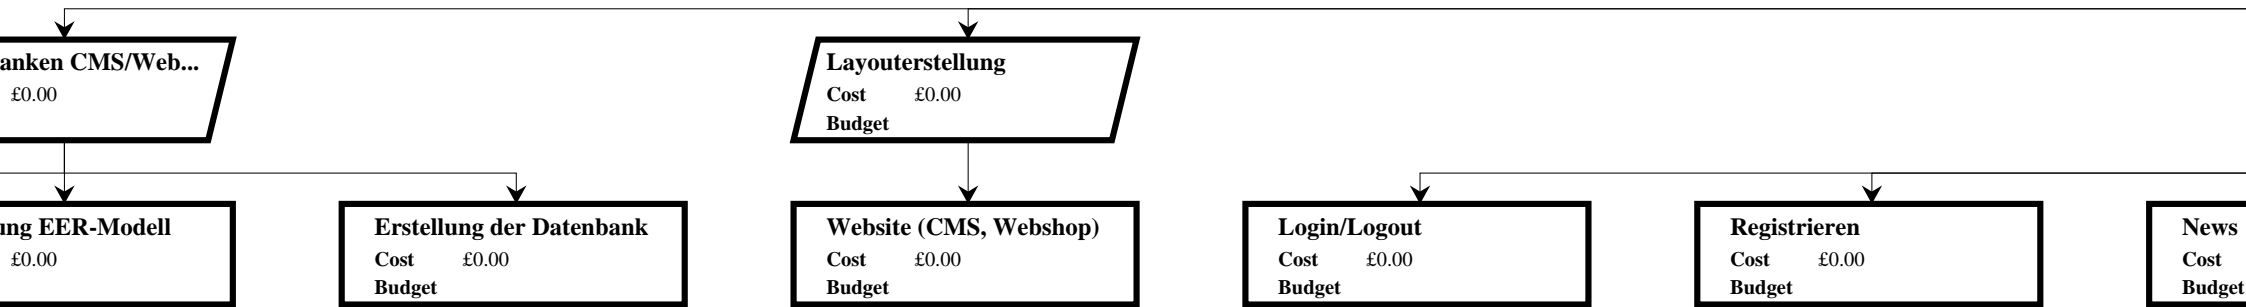 anken CMS/Web...
£0.00
Layouterstellung
Cost £0.00
Budget
ung EER-Modell
£0.00
Erstellung der Datenbank
Cost £0.00
Budget
Website (CMS, Webshop)
Cost £0.00
Budget
Login/Logout
Cost £0.00
Budget
Registrieren
Cost £0.00
Budget
News
Cost
Budget